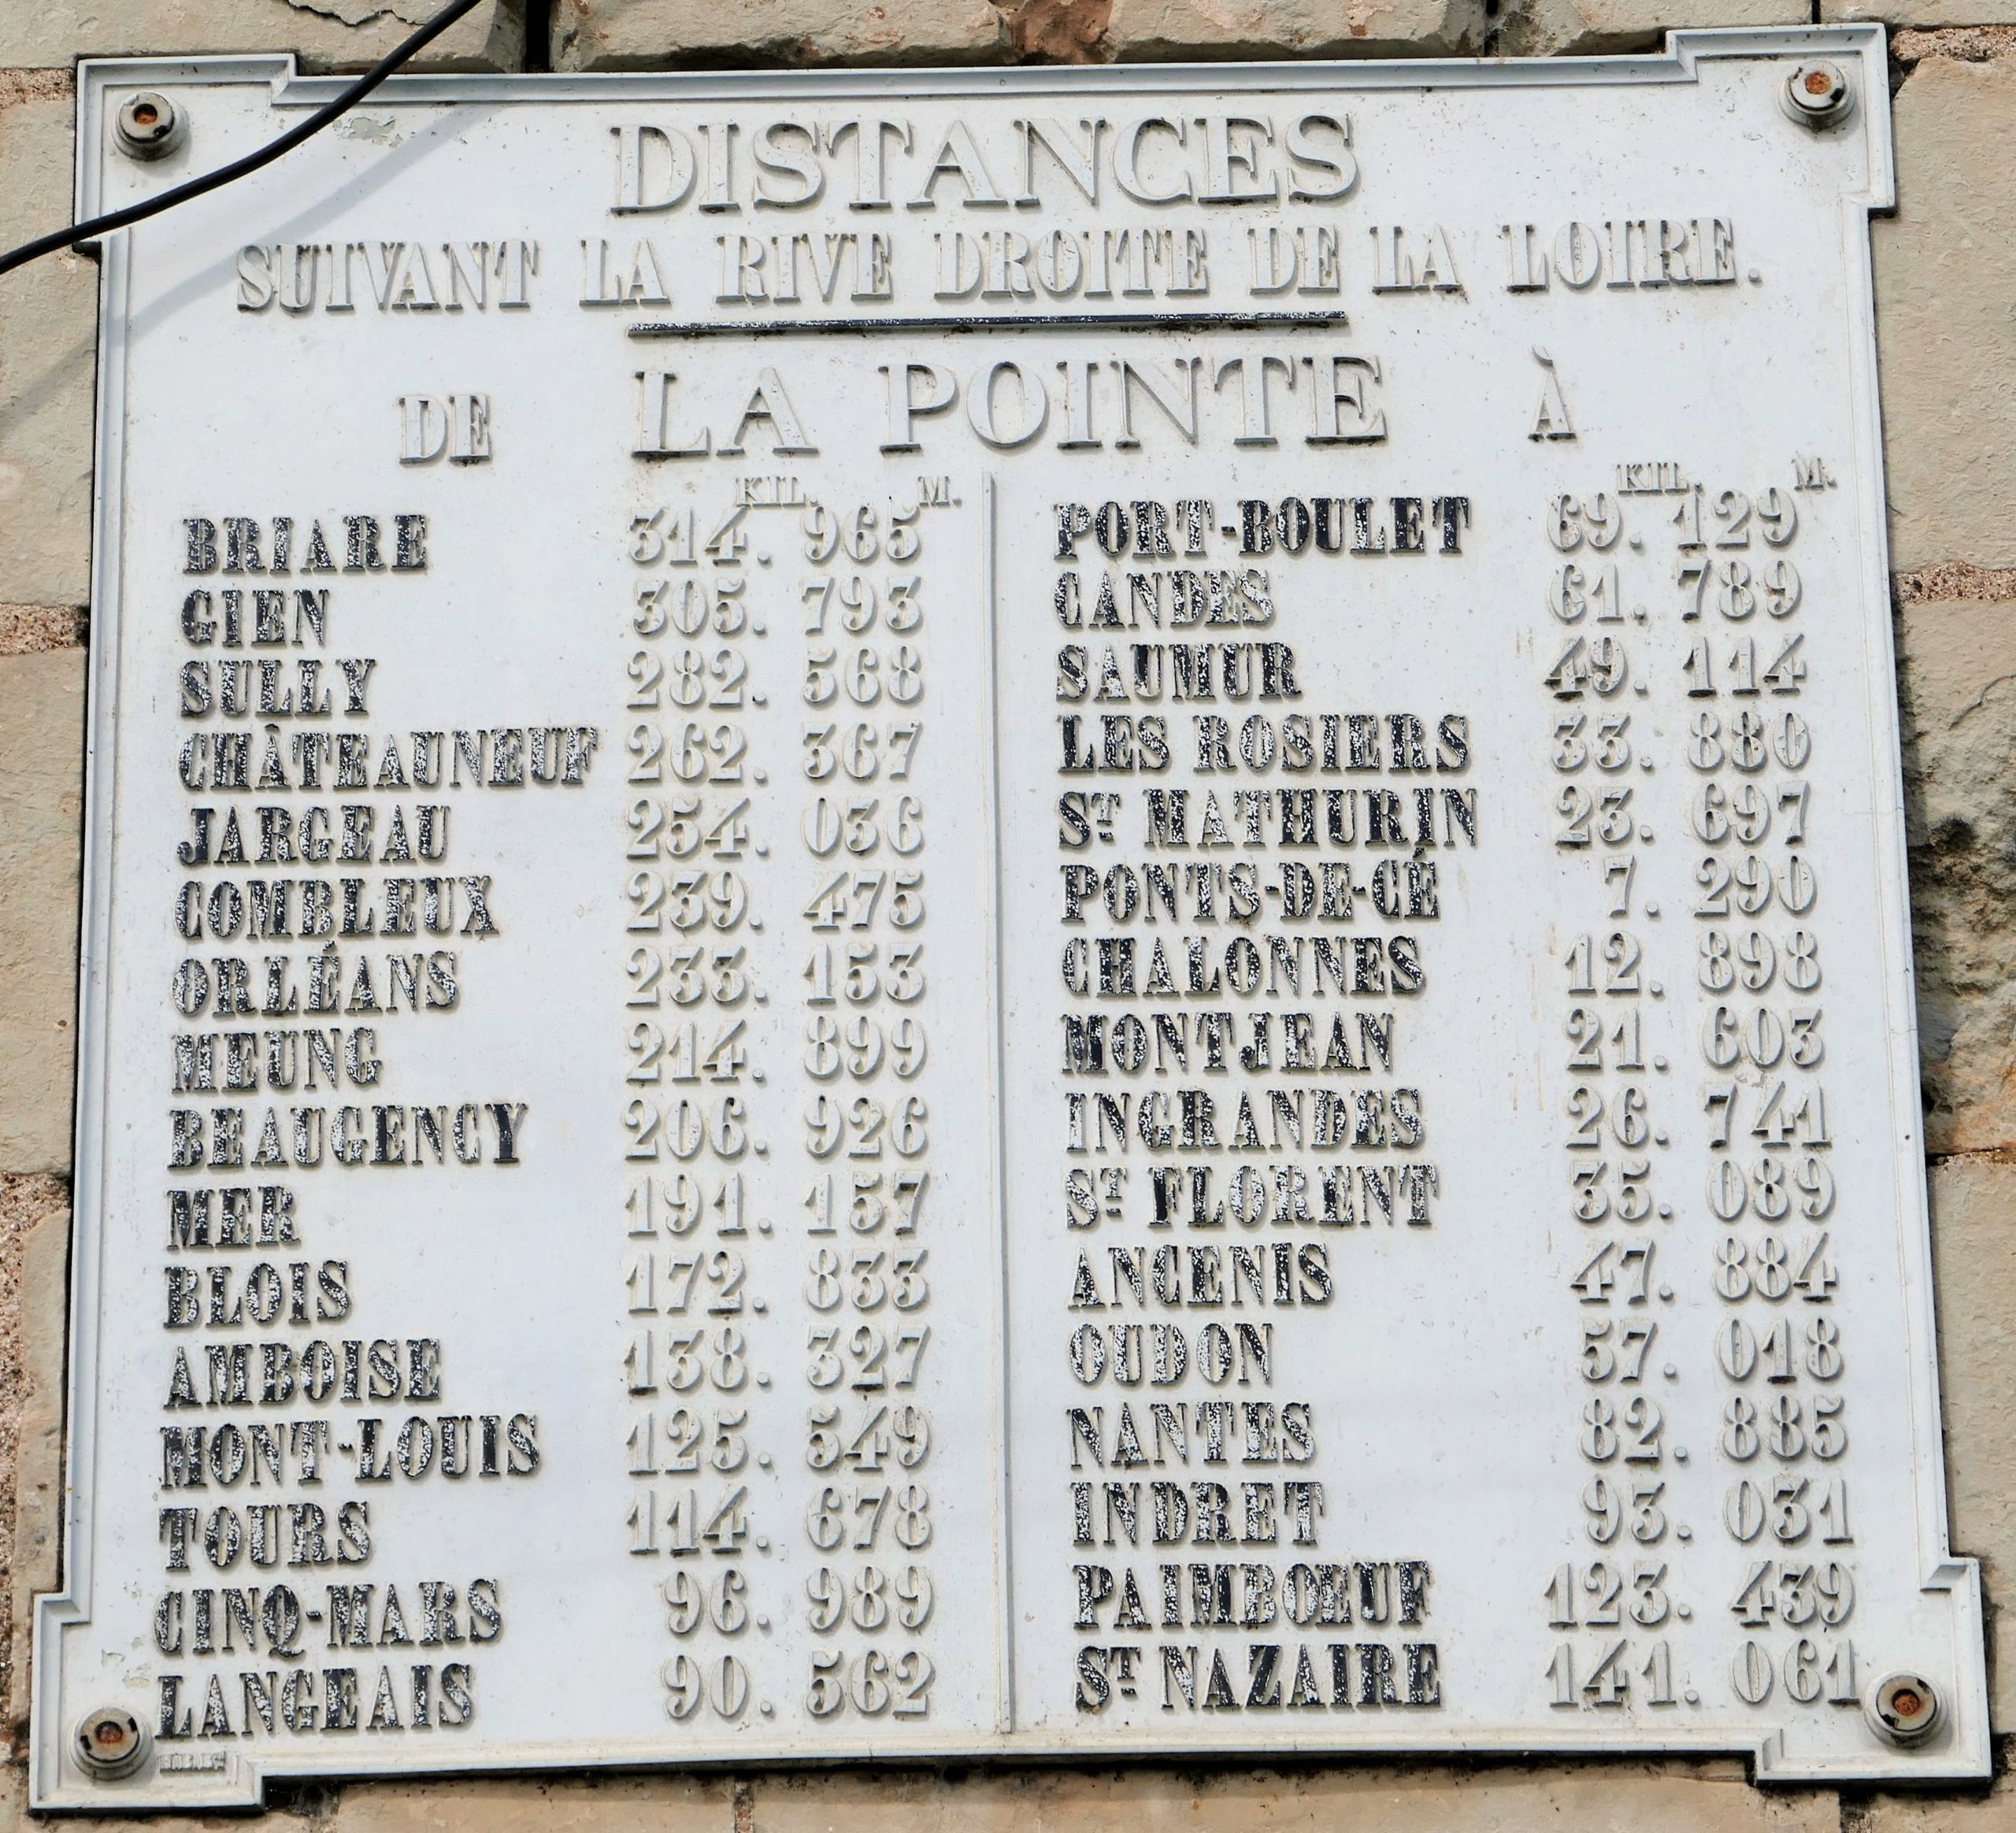 DISTANCES
SUIVANT LA RIVE DROITE DE LA LOIRE.
DE LA POINTE À
KIL. M.
BRIARE 314. 965
GIEN 305. 793
SULLY 282. 568
CHÂTEAUNEUF 262. 367
JARGEAU 254. 036
COMBLEUX 239. 475
ORLÉANS 233. 153
MEUNG 214. 899
BEAUGENCY 206. 926
MER 191. 157
BLOIS 172. 833
AMBOISE 138. 327
MONT-LOUIS 125. 549
TOURS 114. 678
CINQ-MARS 96. 989
LANGEAIS 90. 562
KIL. M.
PORT-BOULET 69. 129
CANDES 61. 789
SAUMUR 49. 114
LES ROSIERS 33. 880
ST MATHURIN 23. 697
PONTS-DE-CÉ 7. 290
CHALONNES 12. 898
MONTJEAN 21. 603
INGRANDES 26. 741
ST FLORENT 35. 089
ANCENIS 47. 884
OUDON 57. 018
NANTES 82. 885
INDRET 93. 031
PAIMBŒUF 123. 439
ST NAZAIRE 141. 061